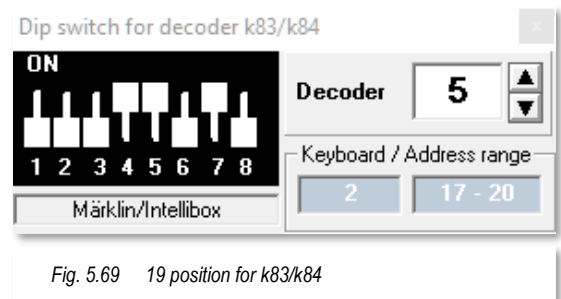 Dip switch for decoder k83/k84
x
ON
1 2 3 4 5 6 7 8
Märklin/Intellibox
Decoder 5
Keyboard / Address range
2 17 - 20
Fig. 5.69 19 position for k83/k84